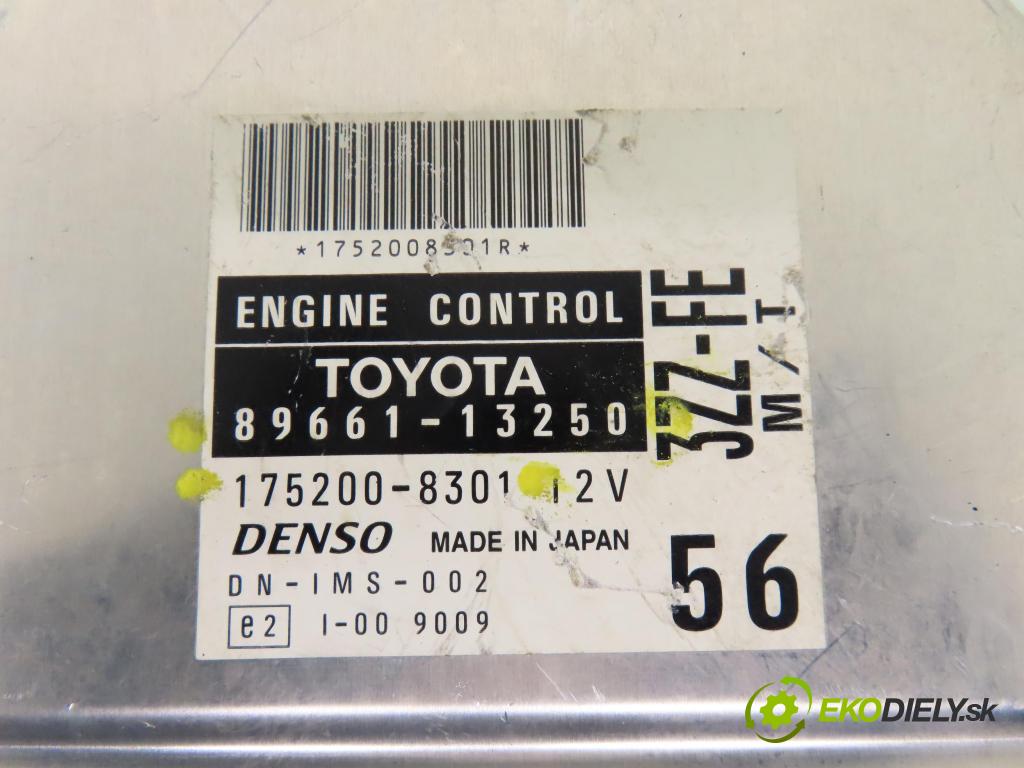 *1752008301R*
ENGINE CONTROL
TOYOTA
89661-13250
3ZZ-FE
M/T
175200-8301 12V
DENSO MADE IN JAPAN
DN-IMS-002
e2 I-00 9009
56
EKODIELY.sk